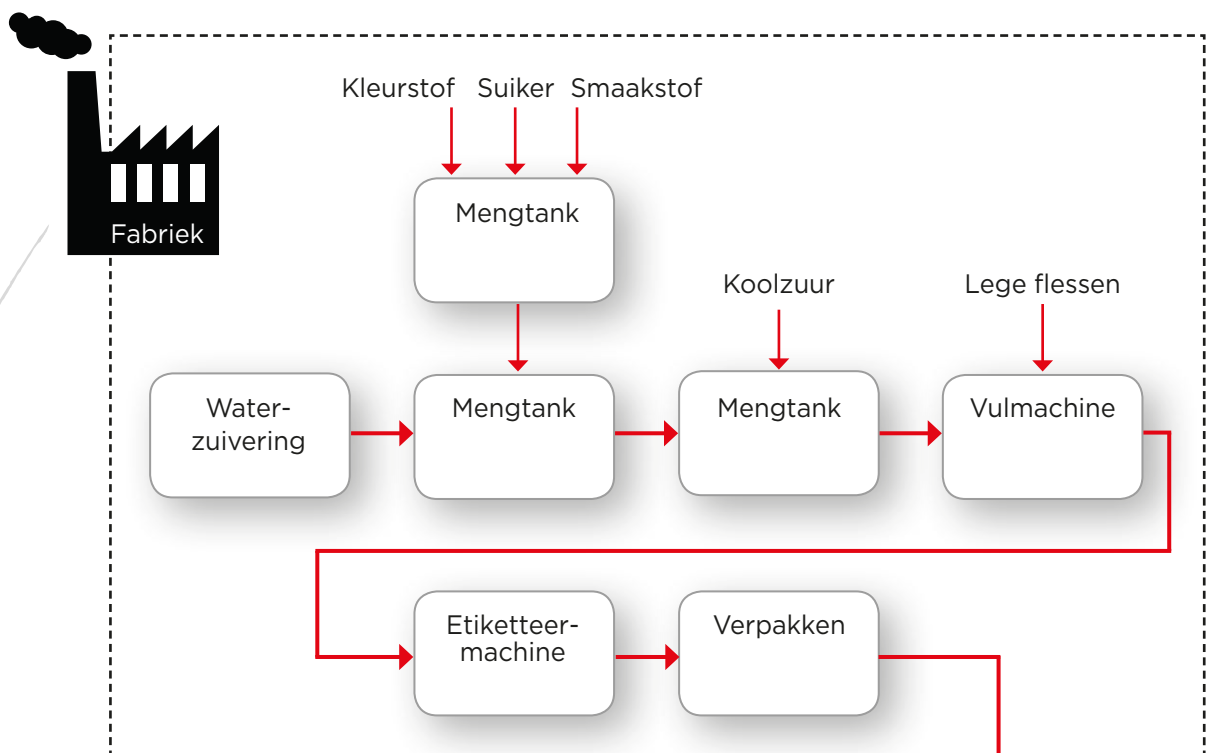 Kleurstof Suiker Smaakstof
Mengtank
Fabriek
Koolzuur
Lege flessen
Water-
zuivering
Mengtank
Mengtank
Vulmachine
Etiketteer-
machine
Verpakken